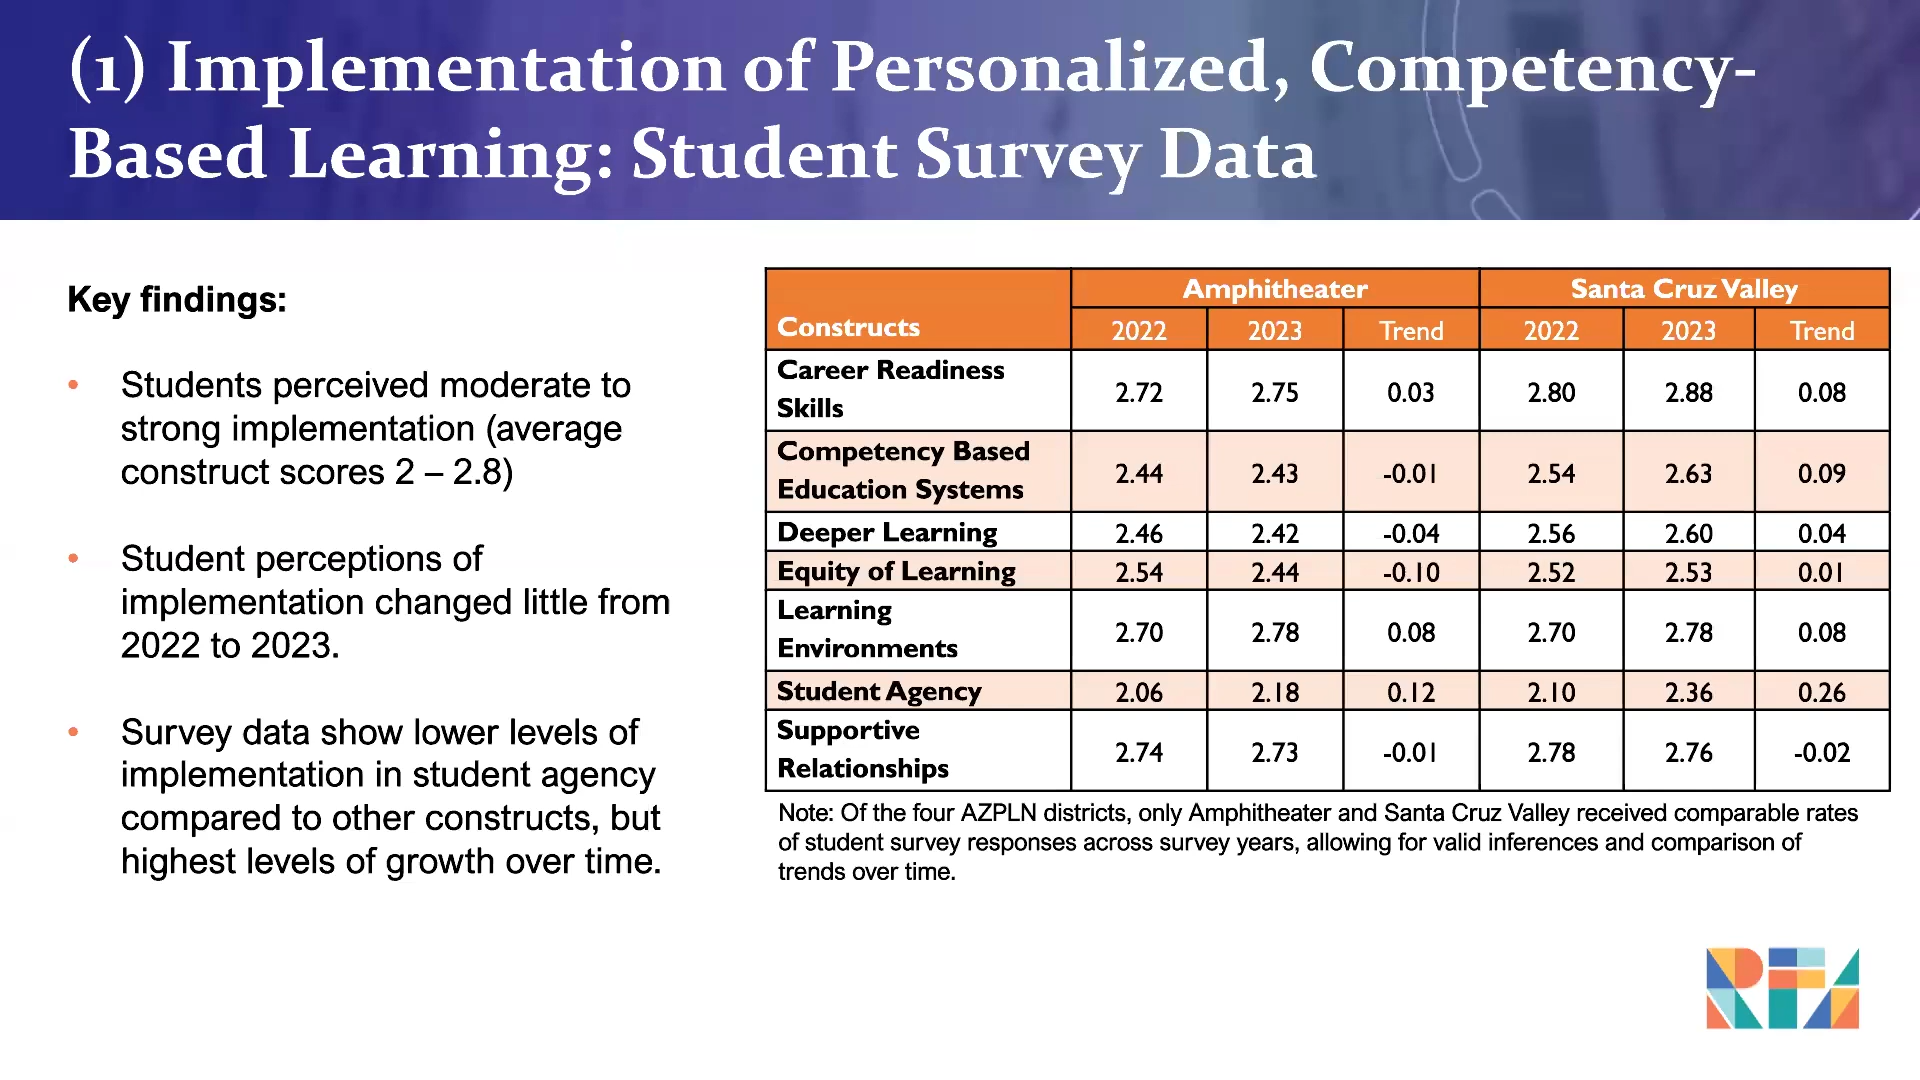 (1) Implementation of Personalized, Competency-
Based Learning: Student Survey Data
Key findings:
• Students perceived moderate to
strong implementation (average
construct scores 2 – 2.8)
• Student perceptions of
implementation changed little from
2022 to 2023.
• Survey data show lower levels of
implementation in student agency
compared to other constructs, but
highest levels of growth over time.
Constructs Amphitheater Santa Cruz Valley
2022 2023 Trend 2022 2023 Trend
Career Readiness
Skills 2.72 2.75 0.03 2.80 2.88 0.08
Competency Based
Education Systems 2.44 2.43 -0.01 2.54 2.63 0.09
Deeper Learning 2.46 2.42 -0.04 2.56 2.60 0.04
Equity of Learning 2.54 2.44 -0.10 2.52 2.53 0.01
Learning
Environments 2.70 2.78 0.08 2.70 2.78 0.08
Student Agency 2.06 2.18 0.12 2.10 2.36 0.26
Supportive
Relationships 2.74 2.73 -0.01 2.78 2.76 -0.02
Note: Of the four AZPLN districts, only Amphitheater and Santa Cruz Valley received comparable rates
of student survey responses across survey years, allowing for valid inferences and comparison of
trends over time.
RFA